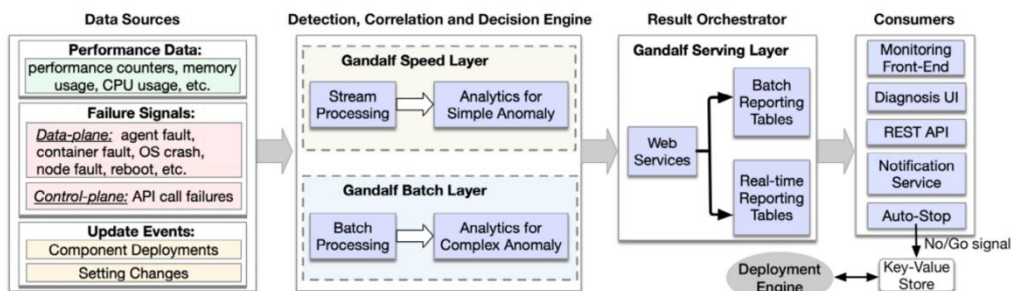 Data Sources
Performance Data:
performance counters, memory
usage, CPU usage, etc.
Failure Signals:
Data-plane: agent fault,
container fault, OS crash,
node fault, reboot, etc.
Control-plane: API call failures
Update Events:
Component Deployments
Setting Changes
Detection, Correlation and Decision Engine
Gandalf Speed Layer
Stream
Processing
Analytics for
Simple Anomaly
Gandalf Batch Layer
Batch
Processing
Analytics for
Complex Anomaly
Result Orchestrator
Gandalf Serving Layer
Web
Services
Batch
Reporting
Tables
Real-time
Reporting
Tables
Consumers
Monitoring
Front-End
Diagnosis UI
REST API
Notification
Service
Auto-Stop
No/Go signal
Key-Value
Store
Deployment
Engine